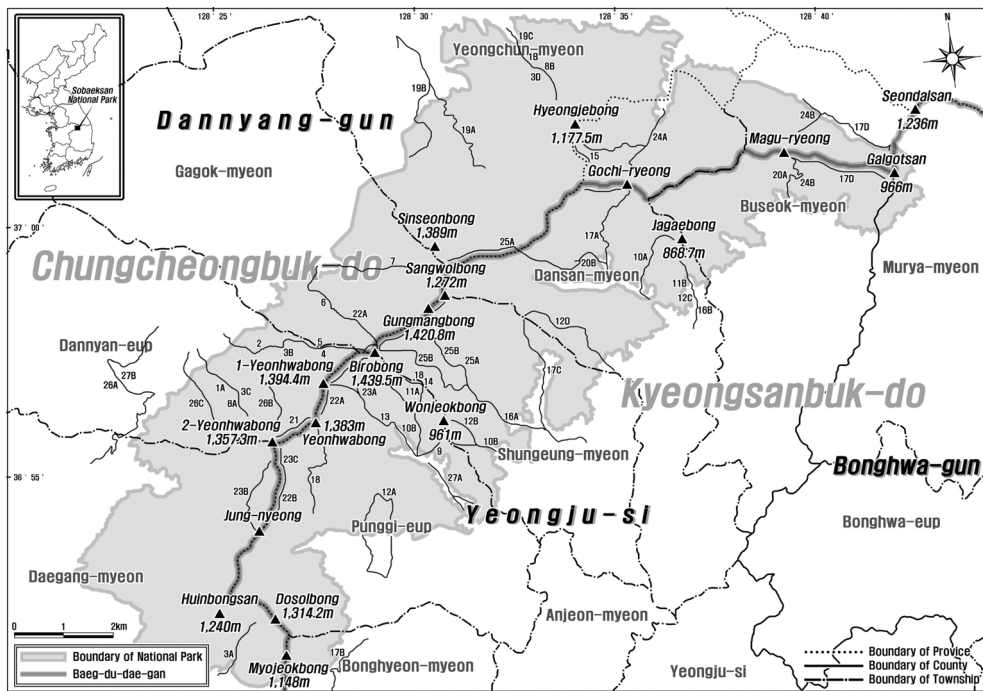 128 ˚25
128 ˚30
128 ˚35
128 ˚40
N
Sobaeksan
National Park
19C
1B
8B
3D
Yeongchun-myeon
Seondalsan
1,236m
19B
19A
Dannyang-gun
Hyeongjebong
1,177.5m
24A
24B
17D
Magu-ryeong
Galgotsan
966m
15
Gochi-ryeong
20A
24B
17D
Gagok-myeon
Buseok-myeon
Sinseonbong
1,389m
Jagaebong
868.7m
37 ˚00
17A
25A
20B
10A
Dansan-myeon
11B
12C
16B
Murya-myeon
Chungcheongbuk-do
7
Sangwolbong
1,272m
6
22A
Gungmangbong
1,420.8m
12D
Dannyan-eup
2
3B
5
4
Birobong
1,439.5m
25B
25B
25A
17C
27B
26A
1-Yeonhwabong
1,394.4m
18
14
11A
23A
1A
3C
8A
26C
26B
22A
Kyeongsanbuk-do
Wonjeokbong
961m
16A
13
10B
12B
10B
9
21
2-Yeonhwabong
1,357.3m
1,383m
Yeonhwabong
Shungeung-myeon
36 ˚55
23C
23B
22B
18
27A
Bonghwa-gun
12A
Yeongju-si
Jung-nyeong
Punggi-eup
Bonghwa-eup
Daegang-myeon
Huinbongsan
1,240m
Dosolbong
1,314.2m
Anjeon-myeon
0 1 2km
3A
17B
Myojeokbong
1,148m
Bonghyeon-myeon
Yeongju-si
Boundary of National Park
Baeg-du-dae-gan
Boundary of Provice
Boundary of County
Boundary of Township